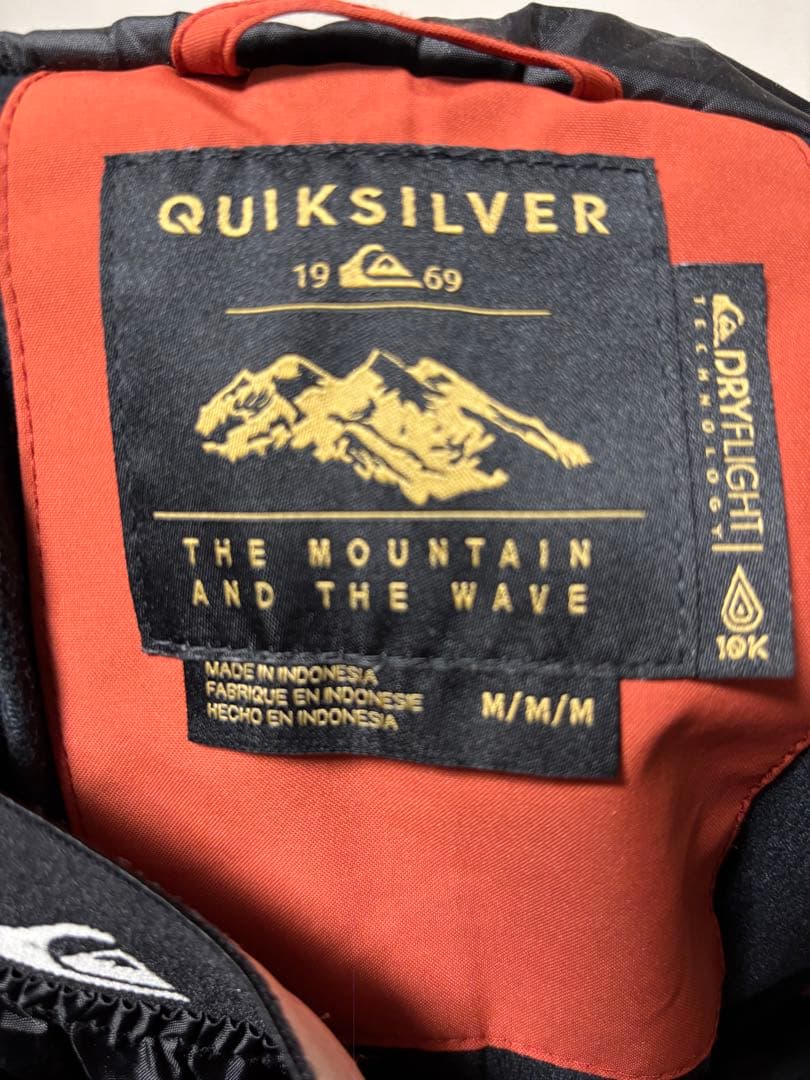 QUIKSILVER
19 69
THE MOUNTAIN
AND THE WAVE
DRYFLIGHT
TECHNOLOGY
10K
MADE IN INDONESIA
FABRIQUE EN INDONESIE
HECHO EN INDONESIA
M/M/M